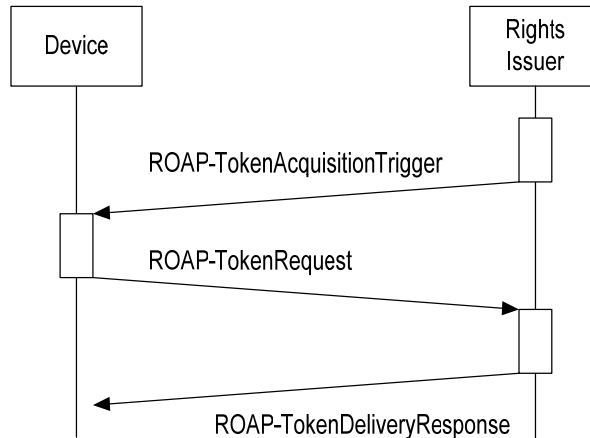 Device
Rights
Issuer
ROAP-TokenAcquisitionTrigger
ROAP-TokenRequest
ROAP-TokenDeliveryResponse